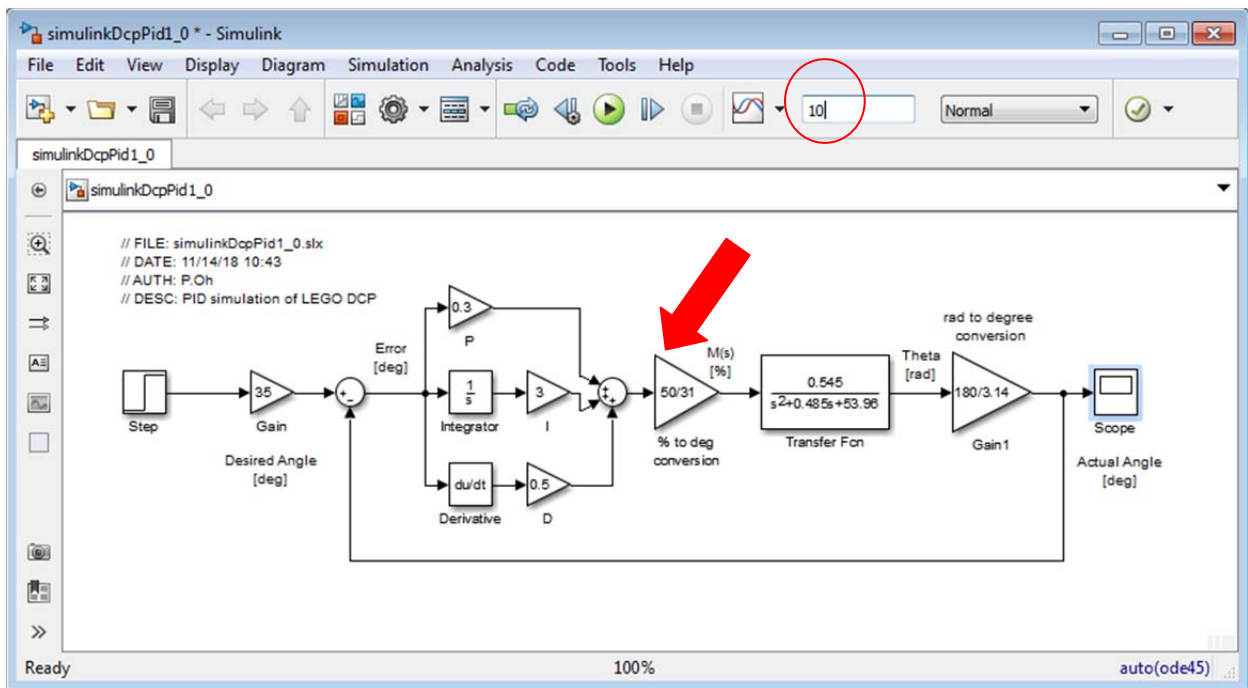 simulinkDcpPid1_0 * - Simulink
File Edit View Display Diagram Simulation Analysis Code Tools Help
10 Normal
simulinkDcpPid1_0
simulinkDcpPid1_0
// FILE: simulinkDcpPid1_0.slx
// DATE: 11/14/18 10:43
// AUTH: P.Oh
// DESC: PID simulation of LEGO DCP
0.3
P
rad to degree
conversion
Error
[deg]
M(s)
[%]
Theta
[rad]
35
1
s
3
50/31
0.545
s2+0.485s+53.96
180/3.14
Step
Gain
Integrator
I
% to deg
conversion
Transfer Fcn
Gain1
Scope
Desired Angle
[deg]
Actual Angle
[deg]
du/dt
0.5
Derivative
D
Ready 100% auto(ode45)